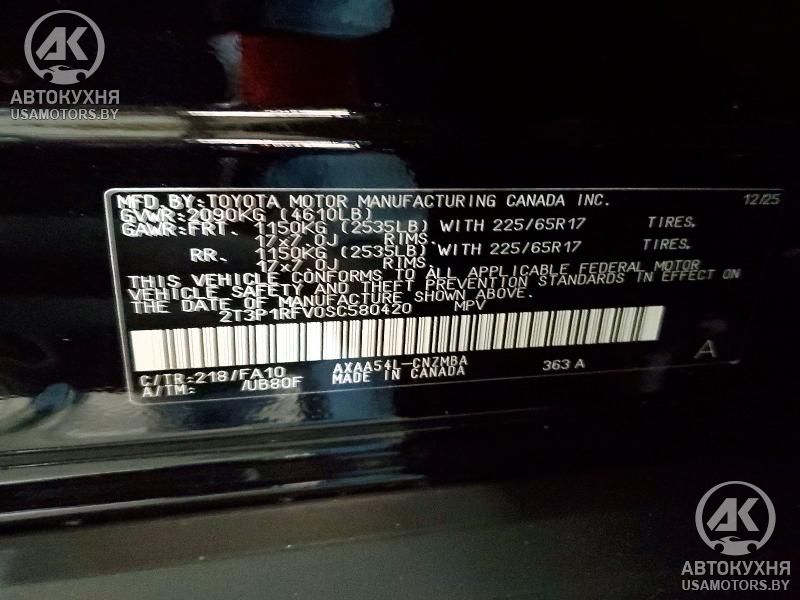 AK
АВТОКУХНЯ
USAMOTORS.BY
MFD. BY: TOYOTA MOTOR MANUFACTURING CANADA INC. 12/25
GVWR: 2090KG (4610LB)
GAWR: FRT. 1150KG (2535LB) WITH 225/65R17 TIRES.
17x7.0J RIMS.
RR. 1150KG (2535LB) WITH 225/65R17 TIRES.
17x7.0J RIMS.
THIS VEHICLE CONFORMS TO ALL APPLICABLE FEDERAL MOTOR
VEHICLE SAFETY AND THEFT PREVENTION STANDARDS IN EFFECT ON
THE DATE OF MANUFACTURE SHOWN ABOVE.
2T3P1RFV0SC580420 MPV
C/TR: 218/FA10 AXAA54L-CNZMBA 363 A A
A/TM: /UB80F MADE IN CANADA
AK
АВТОКУХНЯ
USAMOTORS.BY